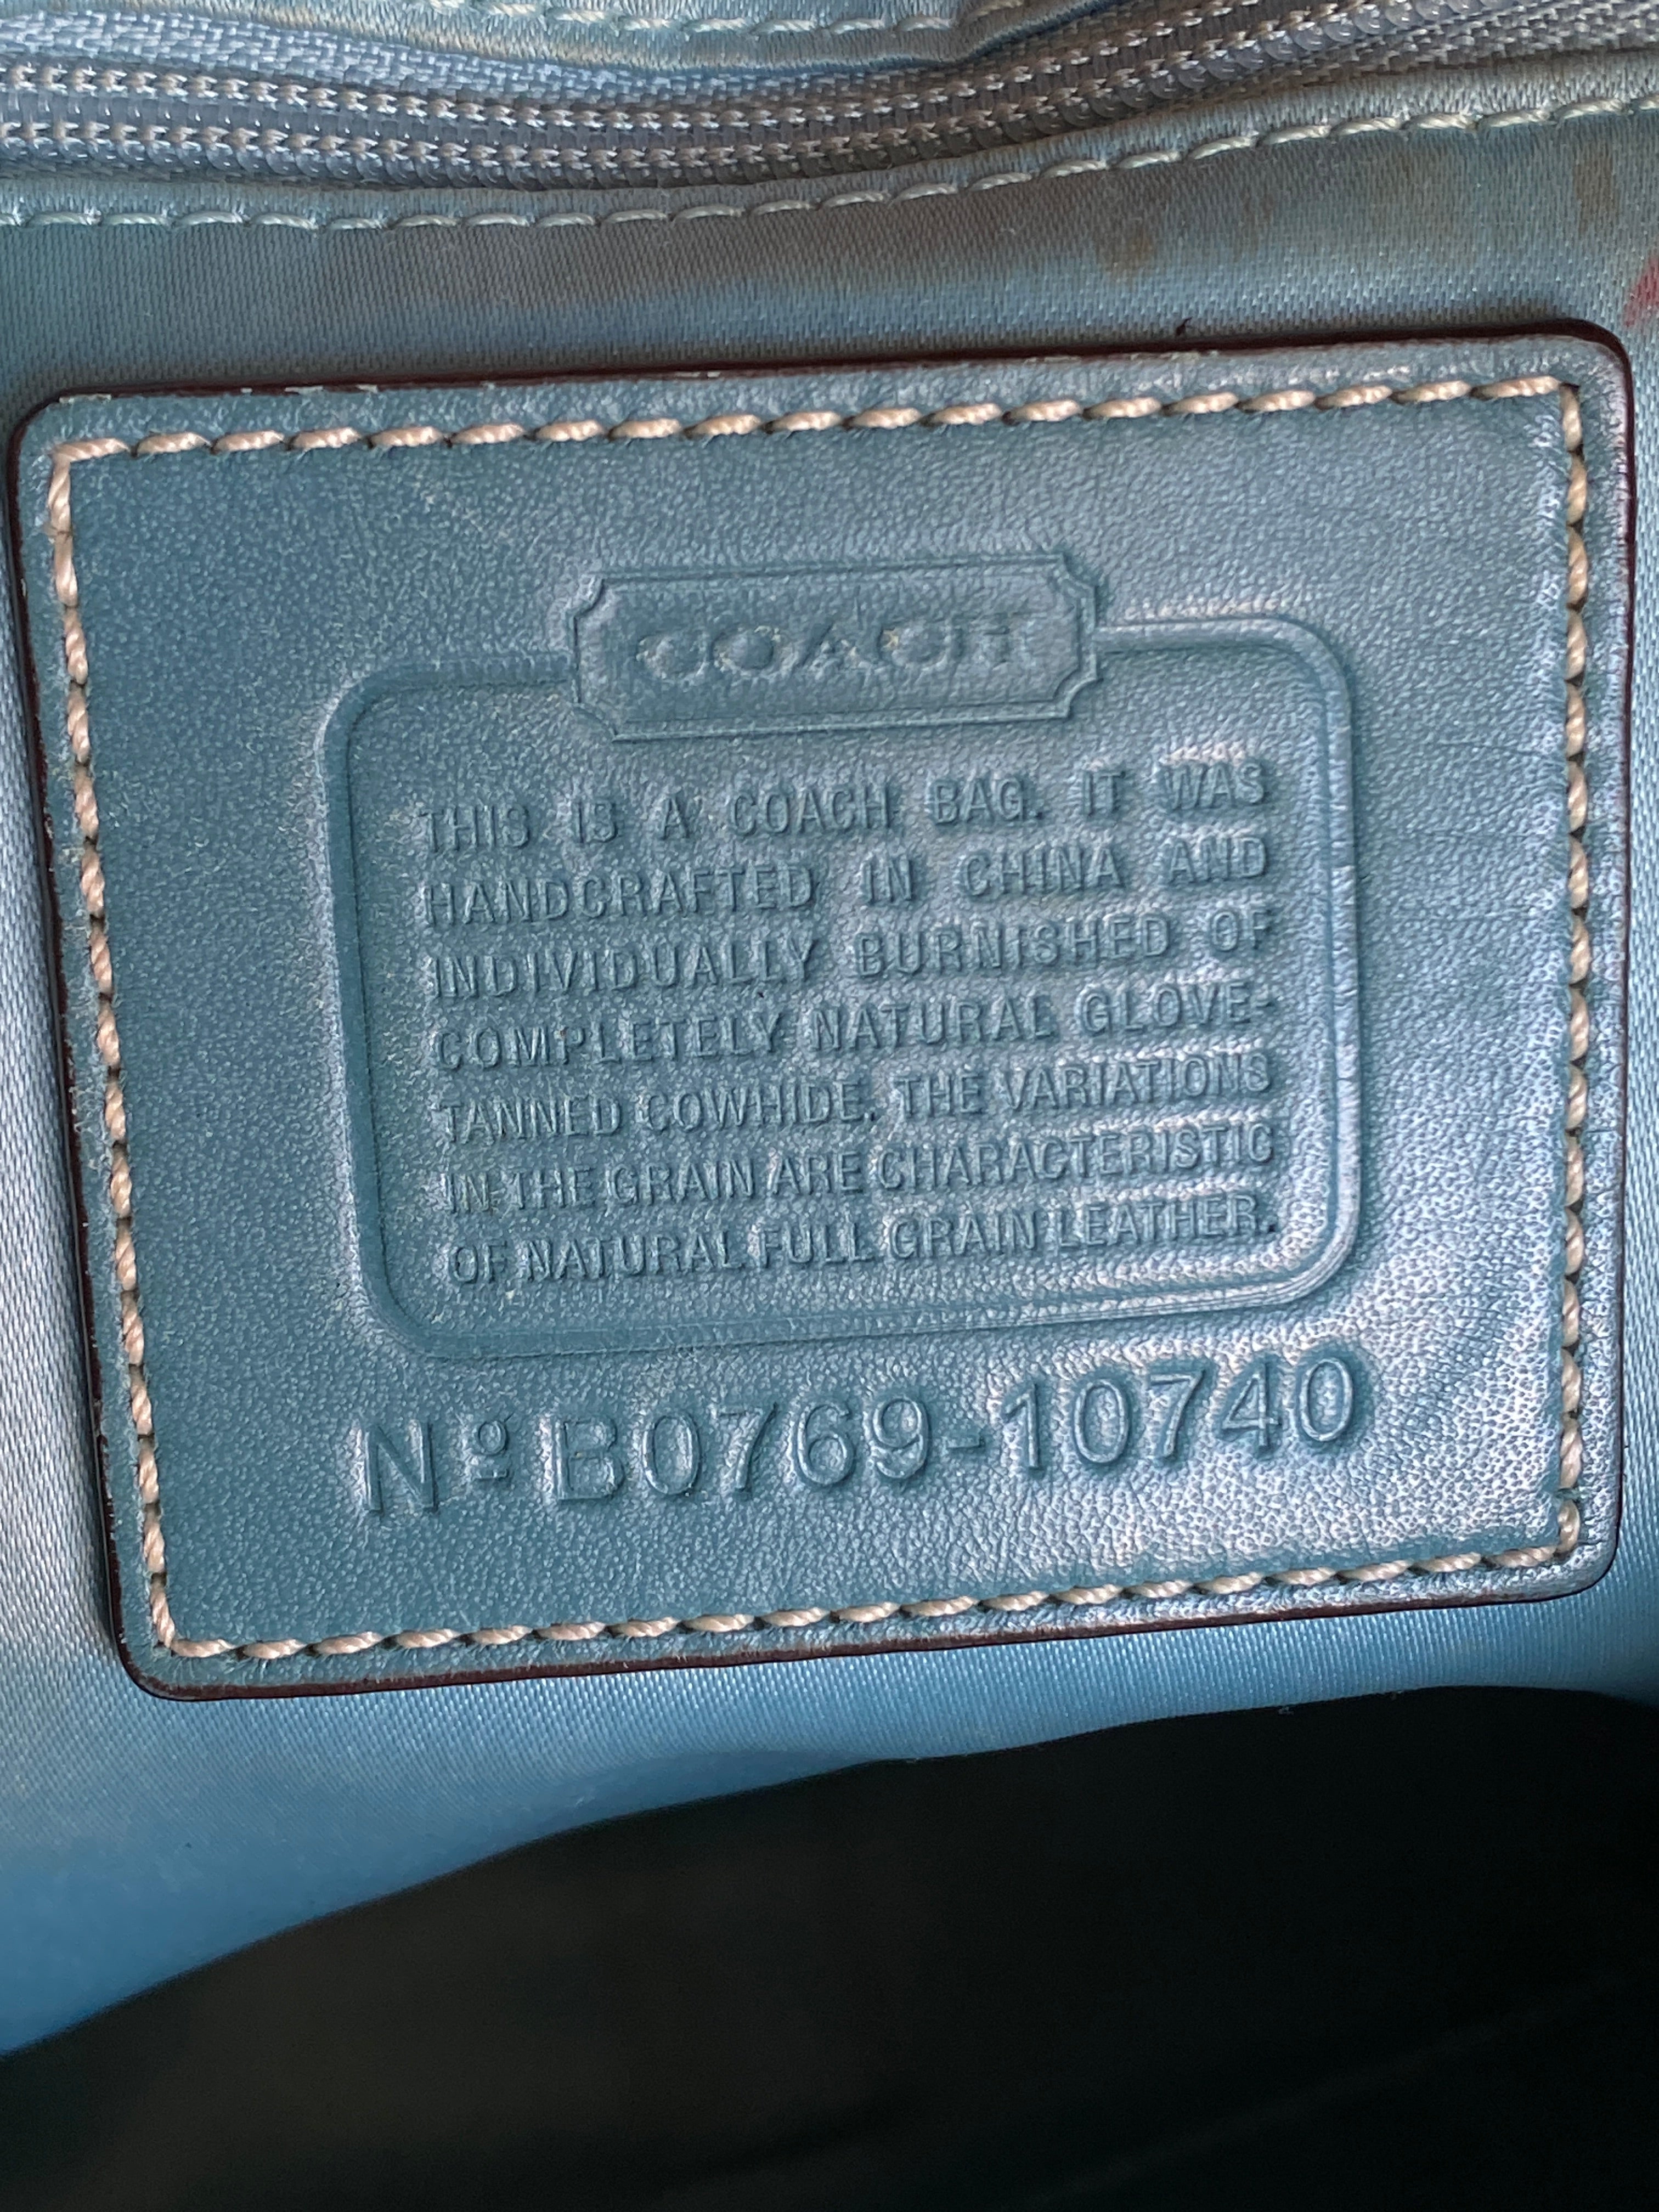 COACH
THIS IS A COACH BAG. IT WAS
HANDCRAFTED IN CHINA AND
INDIVIDUALLY BURNISHED OF
COMPLETELY NATURAL GLOVE-
TANNED COWHIDE. THE VARIATIONS
IN THE GRAIN ARE CHARACTERISTIC
OF NATURAL FULL GRAIN LEATHER.
Nº B0769-10740